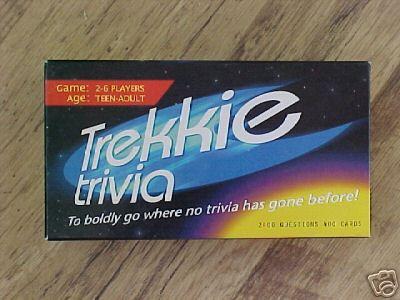 Game: 2-6 PLAYERS
Age: TEEN-ADULT
Trekkie
trivia
To boldly go where no trivia has gone before!
2400 QUESTIONS 400 CARDS